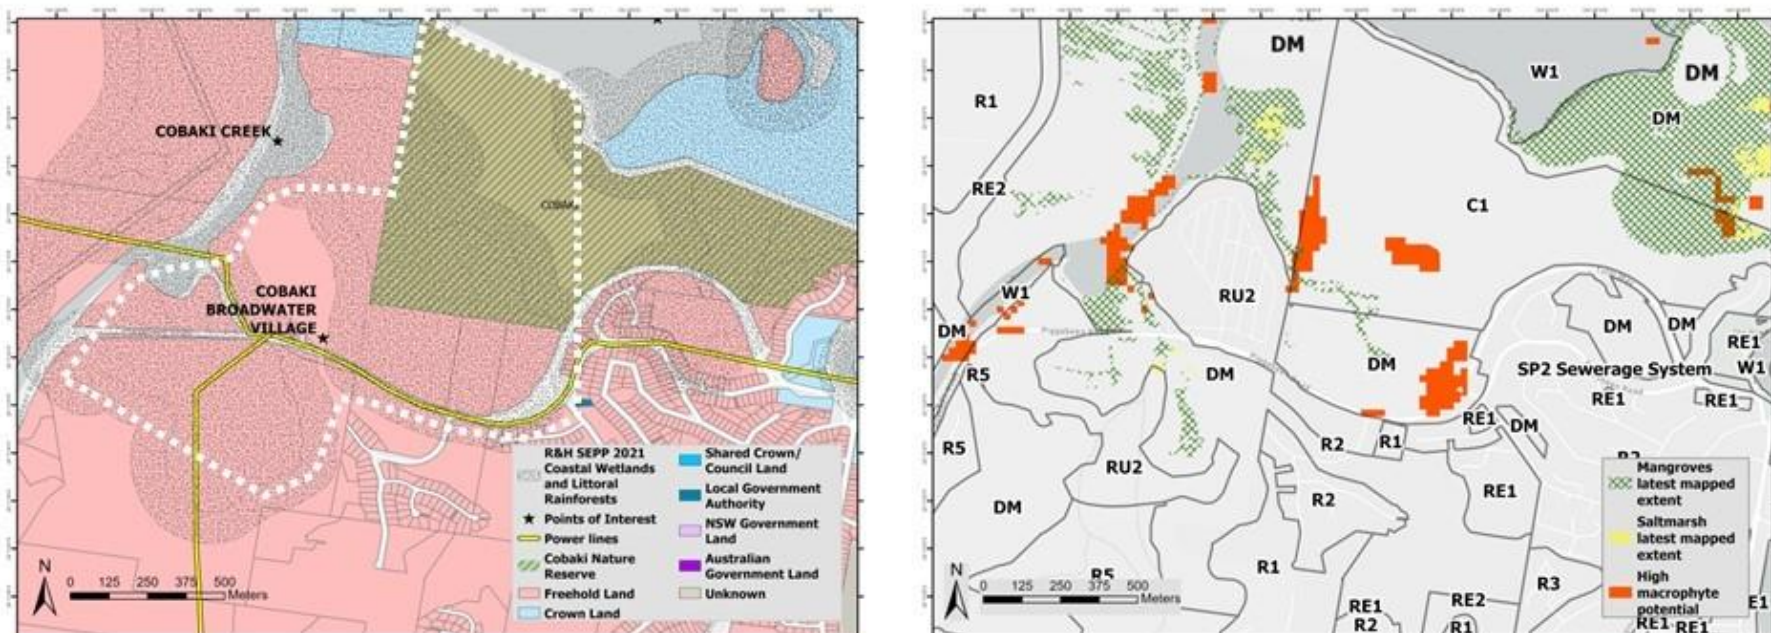 COBAKI CREEK
COBAKI
BROADWATER
VILLAGE
N
0 125 250 375 500
Meters
R&H SEPP 2021
Coastal Wetlands
and Littoral
Rainforests
Points of Interest
Power lines
Cobaki Nature
Reserve
Freehold Land
Crown Land
Shared Crown/
Council Land
Local Government
Authority
NSW Government
Land
Australian
Government Land
Unknown
DM
W1
DM
R1
DM
RE2
C1
RU2
W1
DM
DM
DM
RE1
R5
DM
DM
SP2 Sewerage System
W1
RE1
RE1
RE1
DM
R5
R2
R1
RU2
R2
RE1
DM
R1
R5
R3
RE1
RE2
R2
R1
RE1
RE1
RE1
N
0 125 250 375 500
Meters
Mangroves
latest mapped
extent
Saltmarsh
latest mapped
extent
High
macrophyte
potential